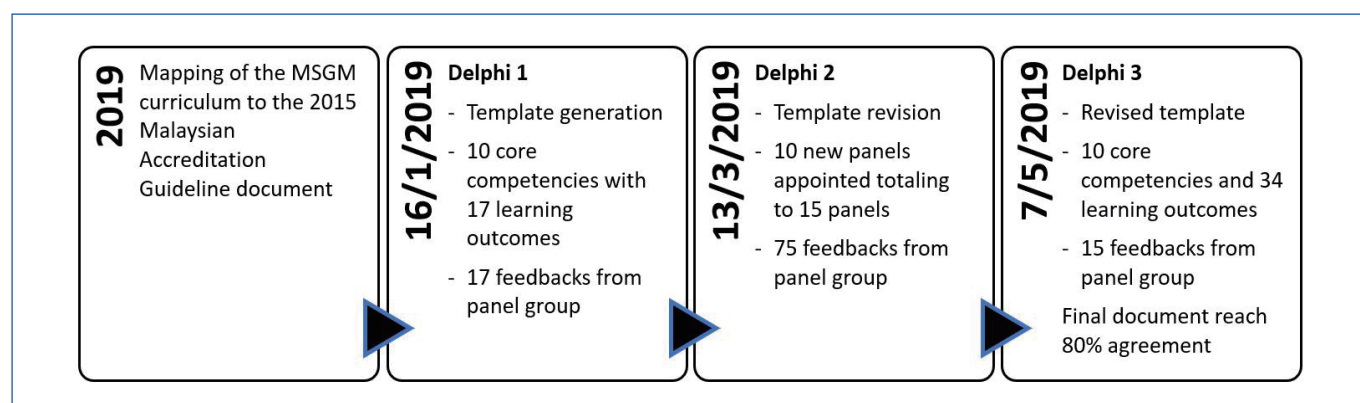 2019
Mapping of the MSGM
curriculum to the 2015
Malaysian
Accreditation
Guideline document
16/1/2019
Delphi 1
- Template generation
- 10 core
competencies with
17 learning
outcomes
- 17 feedbacks from
panel group
13/3/2019
Delphi 2
- Template revision
- 10 new panels
appointed totaling
to 15 panels
- 75 feedbacks from
panel group
7/5/2019
Delphi 3
- Revised template
- 10 core
competencies and 34
learning outcomes
- 15 feedbacks from
panel group
Final document reach
80% agreement